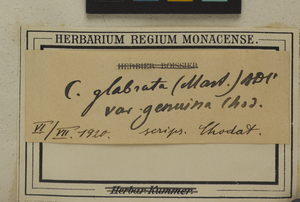 HERBARIUM REGIUM MONACENSE.
HERBIER BOISSIER
C. glabrata (Mart.) ADC
var. genuina Chod.
VI/VII. 1920. scrips. Chodat.
Herbar Kummer.